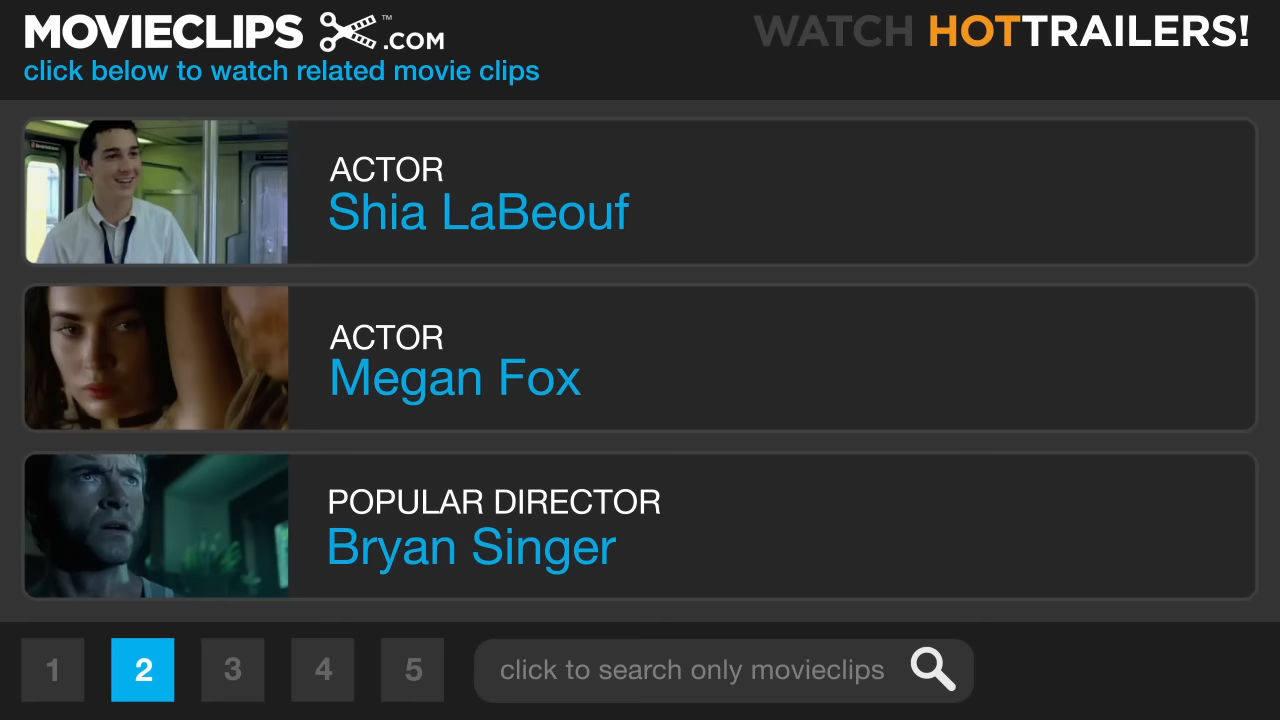 MOVIECLIPS ™ .COM
WATCH HOTTRAILERS!
click below to watch related movie clips
ACTOR
Shia LaBeouf
ACTOR
Megan Fox
POPULAR DIRECTOR
Bryan Singer
1 2 3 4 5 click to search only movieclips